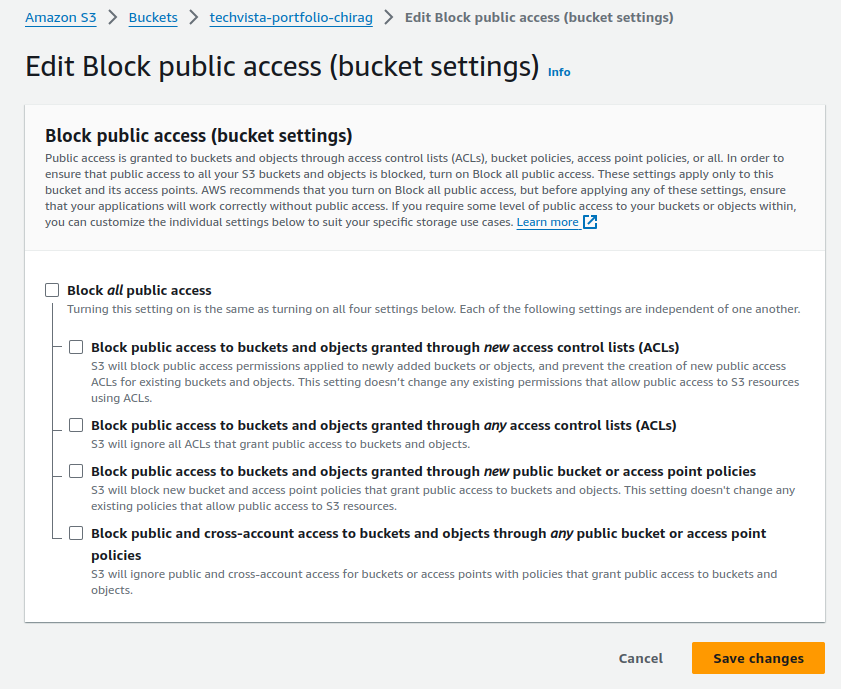 Amazon S3 > Buckets > techvista-portfolio-chirag > Edit Block public access (bucket settings)
Edit Block public access (bucket settings) Info
Block public access (bucket settings)
Public access is granted to buckets and objects through access control lists (ACLs), bucket policies, access point policies, or all. In order to
ensure that public access to all your S3 buckets and objects is blocked, turn on Block all public access. These settings apply only to this
bucket and its access points. AWS recommends that you turn on Block all public access, but before applying any of these settings, ensure
that your applications will work correctly without public access. If you require some level of public access to your buckets or objects within,
you can customize the individual settings below to suit your specific storage use cases. Learn more
Block all public access
Turning this setting on is the same as turning on all four settings below. Each of the following settings are independent of one another.
Block public access to buckets and objects granted through new access control lists (ACLs)
S3 will block public access permissions applied to newly added buckets or objects, and prevent the creation of new public access
ACLs for existing buckets and objects. This setting doesn't change any existing permissions that allow public access to S3 resources
using ACLs.
Block public access to buckets and objects granted through any access control lists (ACLs)
S3 will ignore all ACLs that grant public access to buckets and objects.
Block public access to buckets and objects granted through new public bucket or access point policies
S3 will block new bucket and access point policies that grant public access to buckets and objects. This setting doesn't change any
existing policies that allow public access to S3 resources.
Block public and cross-account access to buckets and objects through any public bucket or access point
policies
S3 will ignore public and cross-account access for buckets or access points with policies that grant public access to buckets and
objects.
Cancel Save changes